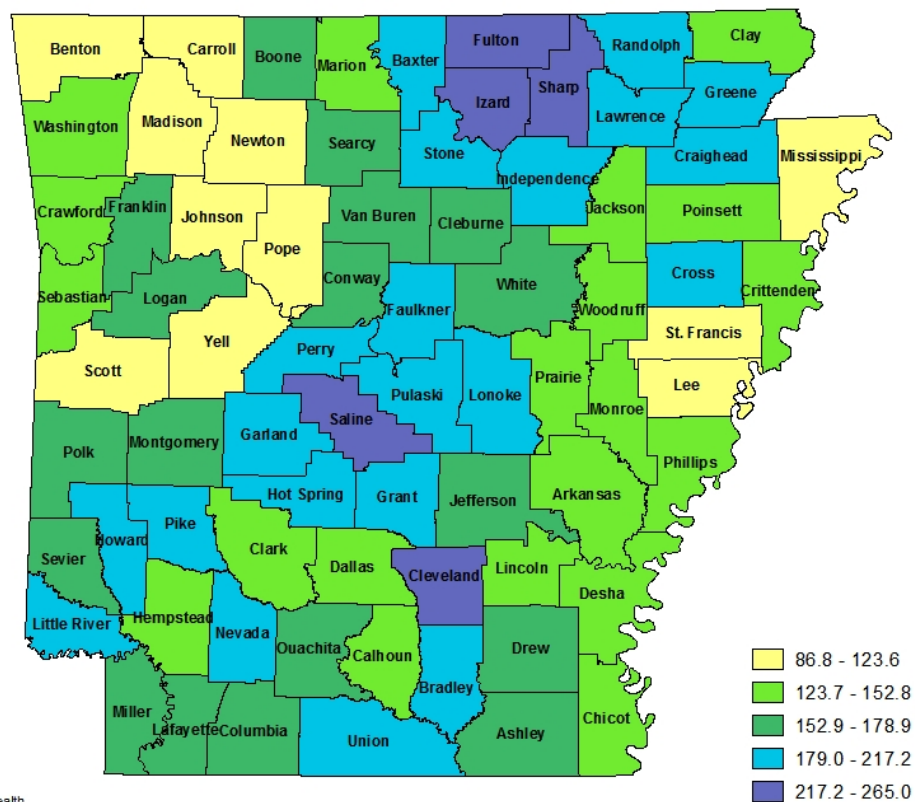 Benton
Carroll
Boone
Marion
Baxter
Fulton
Randolph
Clay
Izard
Sharp
Greene
Lawrence
Washington
Madison
Newton
Searcy
Stone
Independence
Craighead
Mississippi
Crawford
Franklin
Johnson
Pope
Van Buren
Cleburne
Jackson
Poinsett
Sebastian
Logan
Conway
White
Woodruff
Cross
Crittenden
Faulkner
Scott
Yell
Perry
St. Francis
Saline
Pulaski
Lonoke
Prairie
Monroe
Lee
Polk
Montgomery
Garland
Phillips
Hot Spring
Grant
Jefferson
Arkansas
Howard
Pike
Clark
Dallas
Sevier
Cleveland
Lincoln
Desha
Little River
Hempstead
Nevada
Ouachita
Calhoun
Drew
Bradley
Miller
Lafayette
Columbia
Union
Ashley
Chicot
86.8 - 123.6
123.7 - 152.8
152.9 - 178.9
179.0 - 217.2
217.2 - 265.0